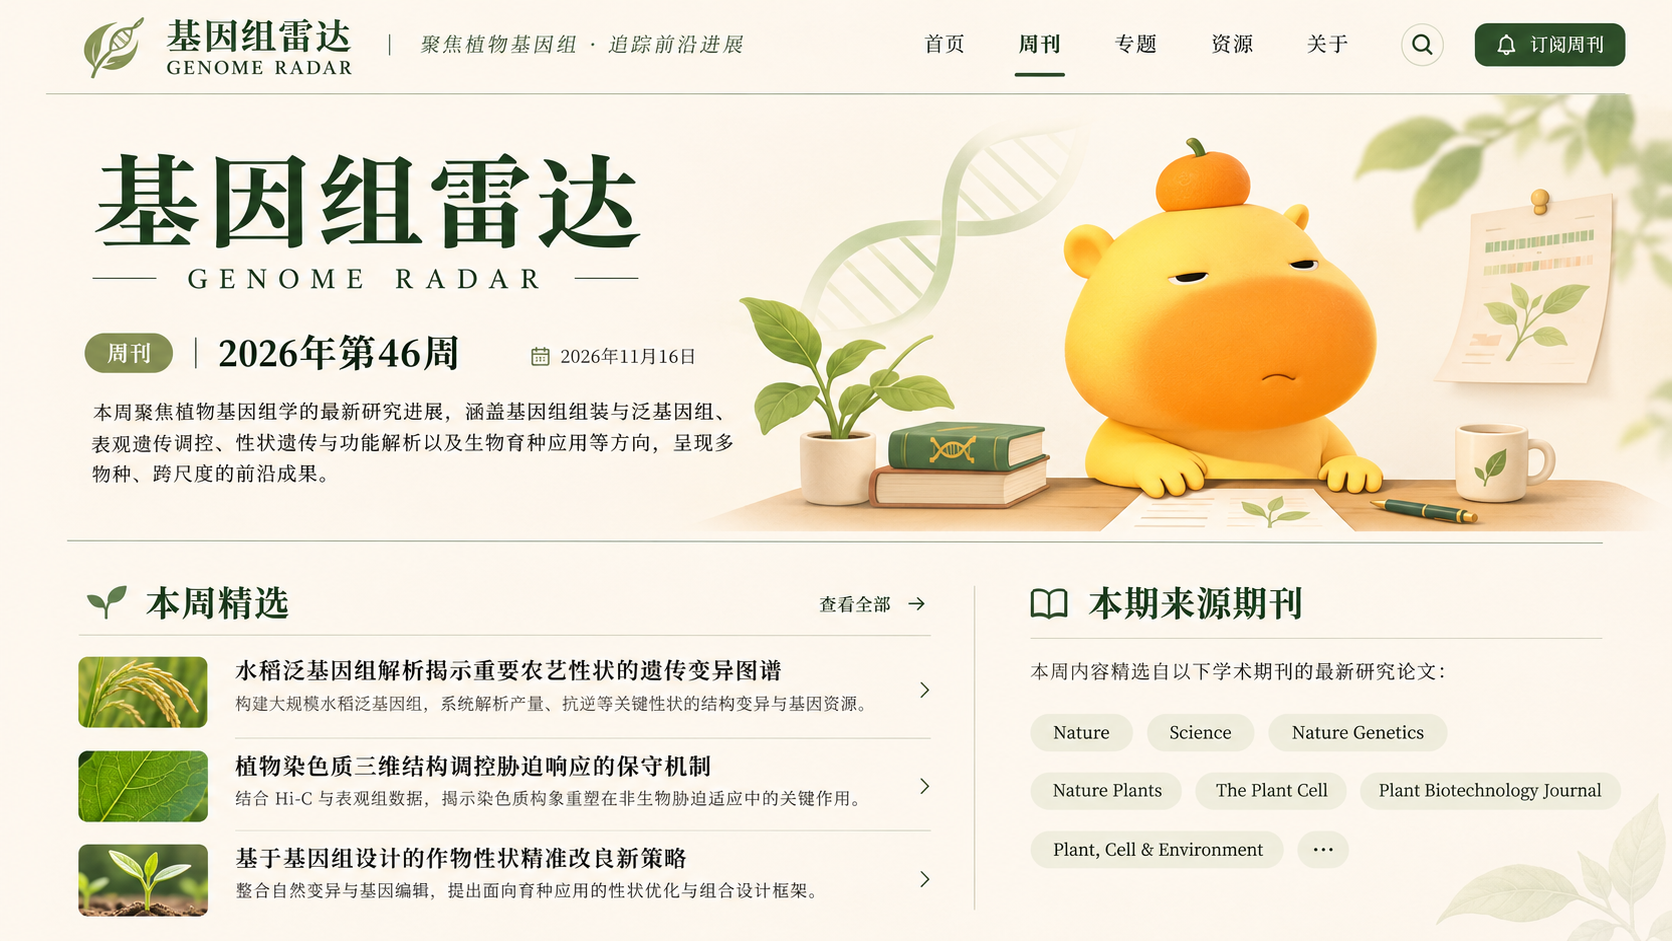 基因组雷达
GENOME RADAR
聚焦植物基因组 · 追踪前沿进展
首页 周刊 专题 资源 关于
订阅周刊
基因组雷达
GENOME RADAR
周刊 2026年第46周 2026年11月16日
本周聚焦植物基因组学的最新研究进展，涵盖基因组组装与泛基因组、
表观遗传调控、性状遗传与功能解析以及生物育种应用等方向，呈现多
物种、跨尺度的前沿成果。
本周精选 查看全部 →
水稻泛基因组解析揭示重要农艺性状的遗传变异图谱
构建大规模水稻泛基因组，系统解析产量、抗逆等关键性状的结构变异与基因资源。
植物染色质三维结构调控胁迫响应的保守机制
结合 Hi-C 与表观组数据，揭示染色质构象重塑在非生物胁迫适应中的关键作用。
基于基因组设计的作物性状精准改良新策略
整合自然变异与基因编辑，提出面向育种应用的性状优化与组合设计框架。
本期来源期刊
本周内容精选自以下学术期刊的最新研究论文：
Nature Science Nature Genetics
Nature Plants The Plant Cell Plant Biotechnology Journal
Plant, Cell & Environment ···